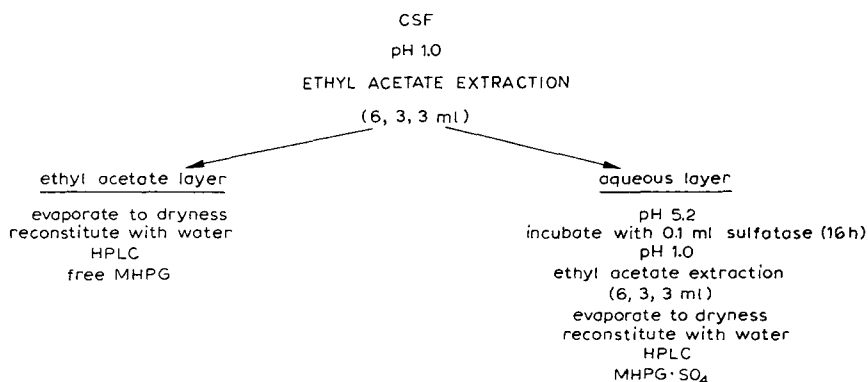 CSF
pH 1.0
ETHYL ACETATE EXTRACTION
(6, 3, 3 ml)
ethyl acetate layer
evaporate to dryness
reconstitute with water
HPLC
free MHPG
aqueous layer
pH 5.2
incubate with 0.1 ml sulfatase (16h)
pH 1.0
ethyl acetate extraction
(6, 3, 3 ml)
evaporate to dryness
reconstitute with water
HPLC
MHPG·SO₄